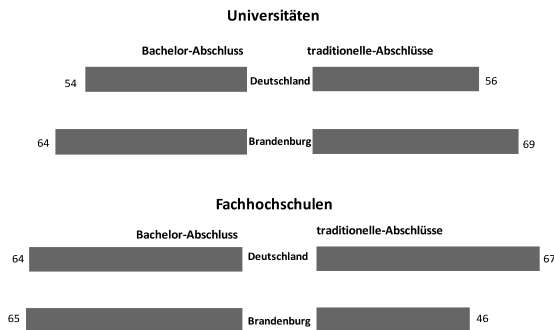 Universitäten
Bachelor-Abschluss traditionelle-Abschlüsse
54 Deutschland 56
64 Brandenburg 69
Fachhochschulen
Bachelor-Abschluss traditionelle-Abschlüsse
64 Deutschland 67
65 Brandenburg 46